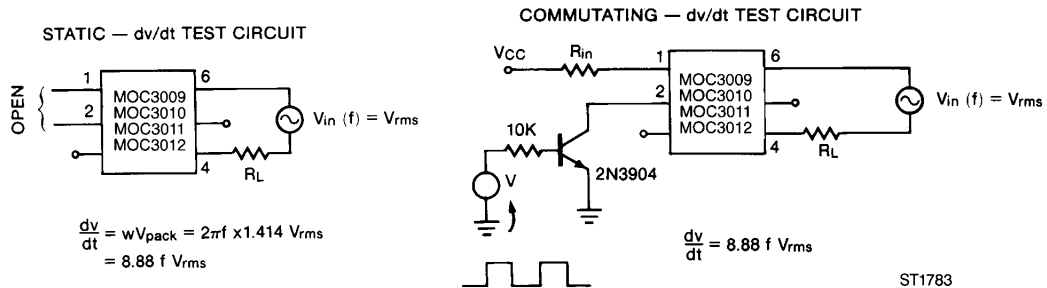 STATIC — dv/dt TEST CIRCUIT
1
6
OPEN
2
MOC3009
MOC3010
MOC3011
MOC3012
Vin (f) = Vrms
4
RL
dv/dt = wVpack = 2πf x1.414 Vrms
= 8.88 f Vrms
COMMUTATING — dv/dt TEST CIRCUIT
VCC
Rin
1
6
2
MOC3009
MOC3010
MOC3011
MOC3012
Vin (f) = Vrms
10K
4
RL
V
2N3904
dv/dt = 8.88 f Vrms
ST1783